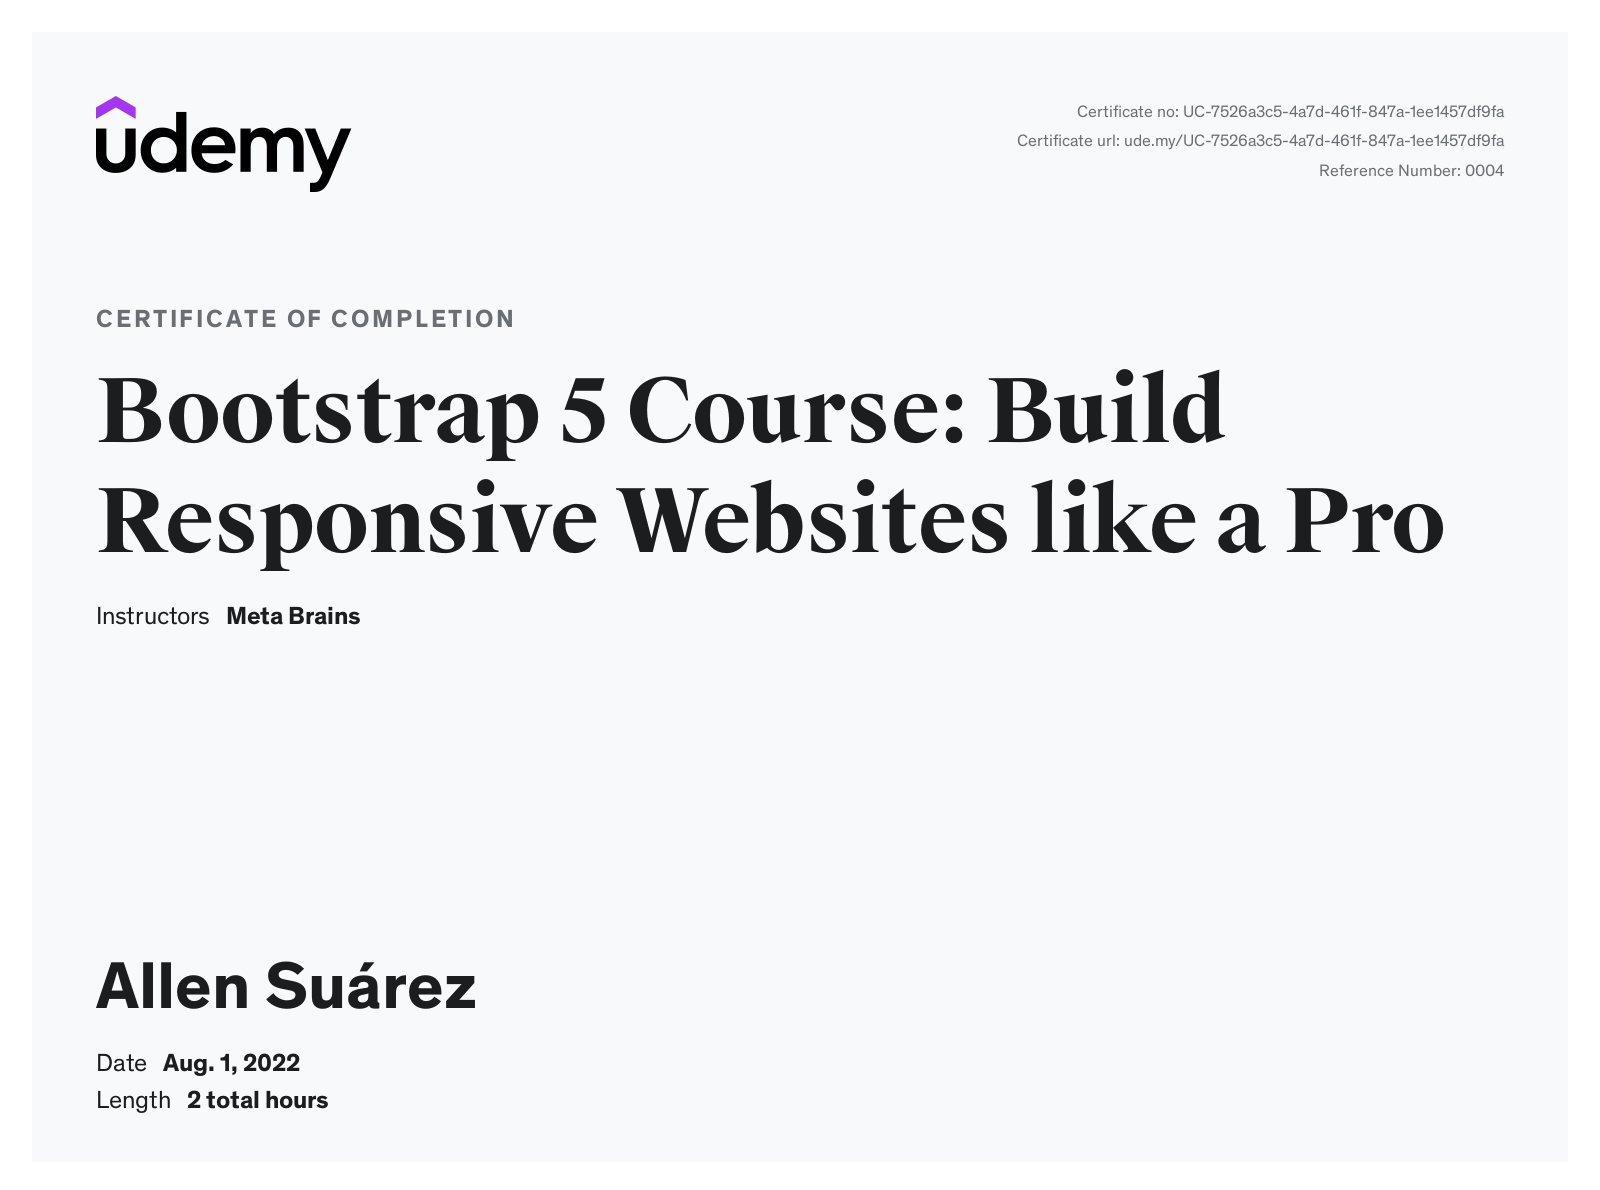 udemy
Certificate no: UC-7526a3c5-4a7d-461f-847a-1ee1457df9fa
Certificate url: ude.my/UC-7526a3c5-4a7d-461f-847a-1ee1457df9fa
Reference Number: 0004
CERTIFICATE OF COMPLETION
Bootstrap 5 Course: Build
Responsive Websites like a Pro
Instructors Meta Brains
Allen Suárez
Date Aug. 1, 2022
Length 2 total hours